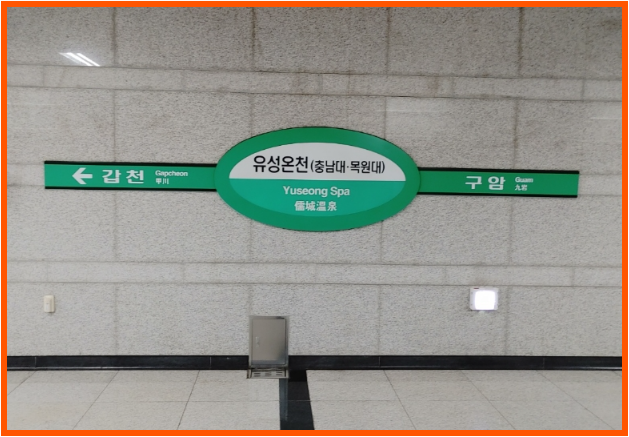 ← 갑천 Gapcheon
甲川
유성온천(충남대·목원대)
Yuseong Spa
儒城溫泉
구암 Guam
九岩